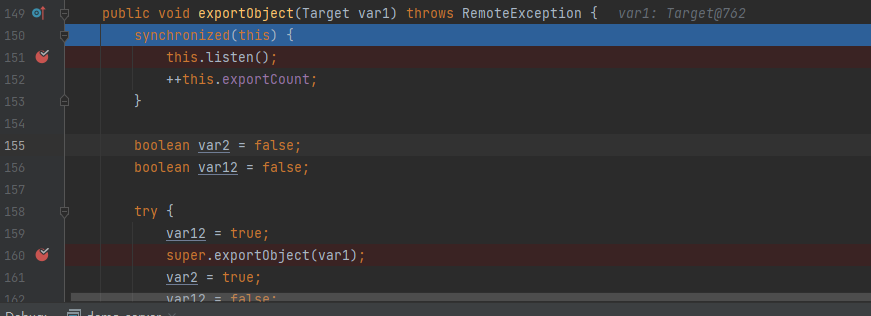 149 public void exportObject(Target var1) throws RemoteException { var1: Target@762
150 synchronized(this) {
151 this.listen();
152 ++this.exportCount;
153 }
154
155 boolean var2 = false;
156 boolean var12 = false;
157
158 try {
159 var12 = true;
160 super.exportObject(var1);
161 var2 = true;
162 var12 = false;
Debug: demo-server ×